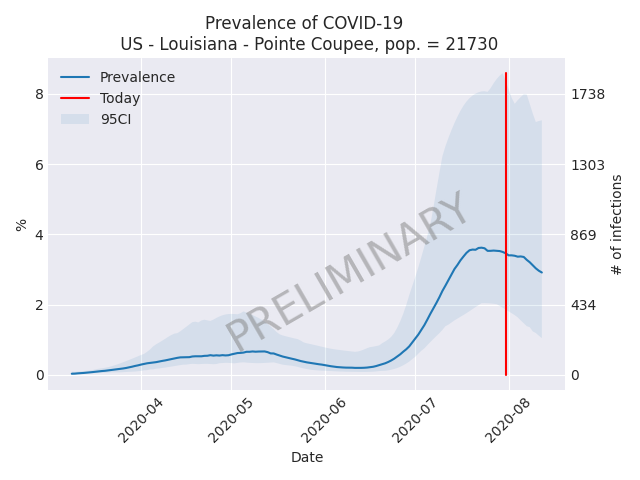 Prevalence of COVID-19
US - Louisiana - Pointe Coupee, pop. = 21730
Prevalence
Today
95CI
8
6
4
2
0
%
1738
1303
869
434
0
# of infections
PRELIMINARY
2020-04
2020-05
2020-06
2020-07
2020-08
Date